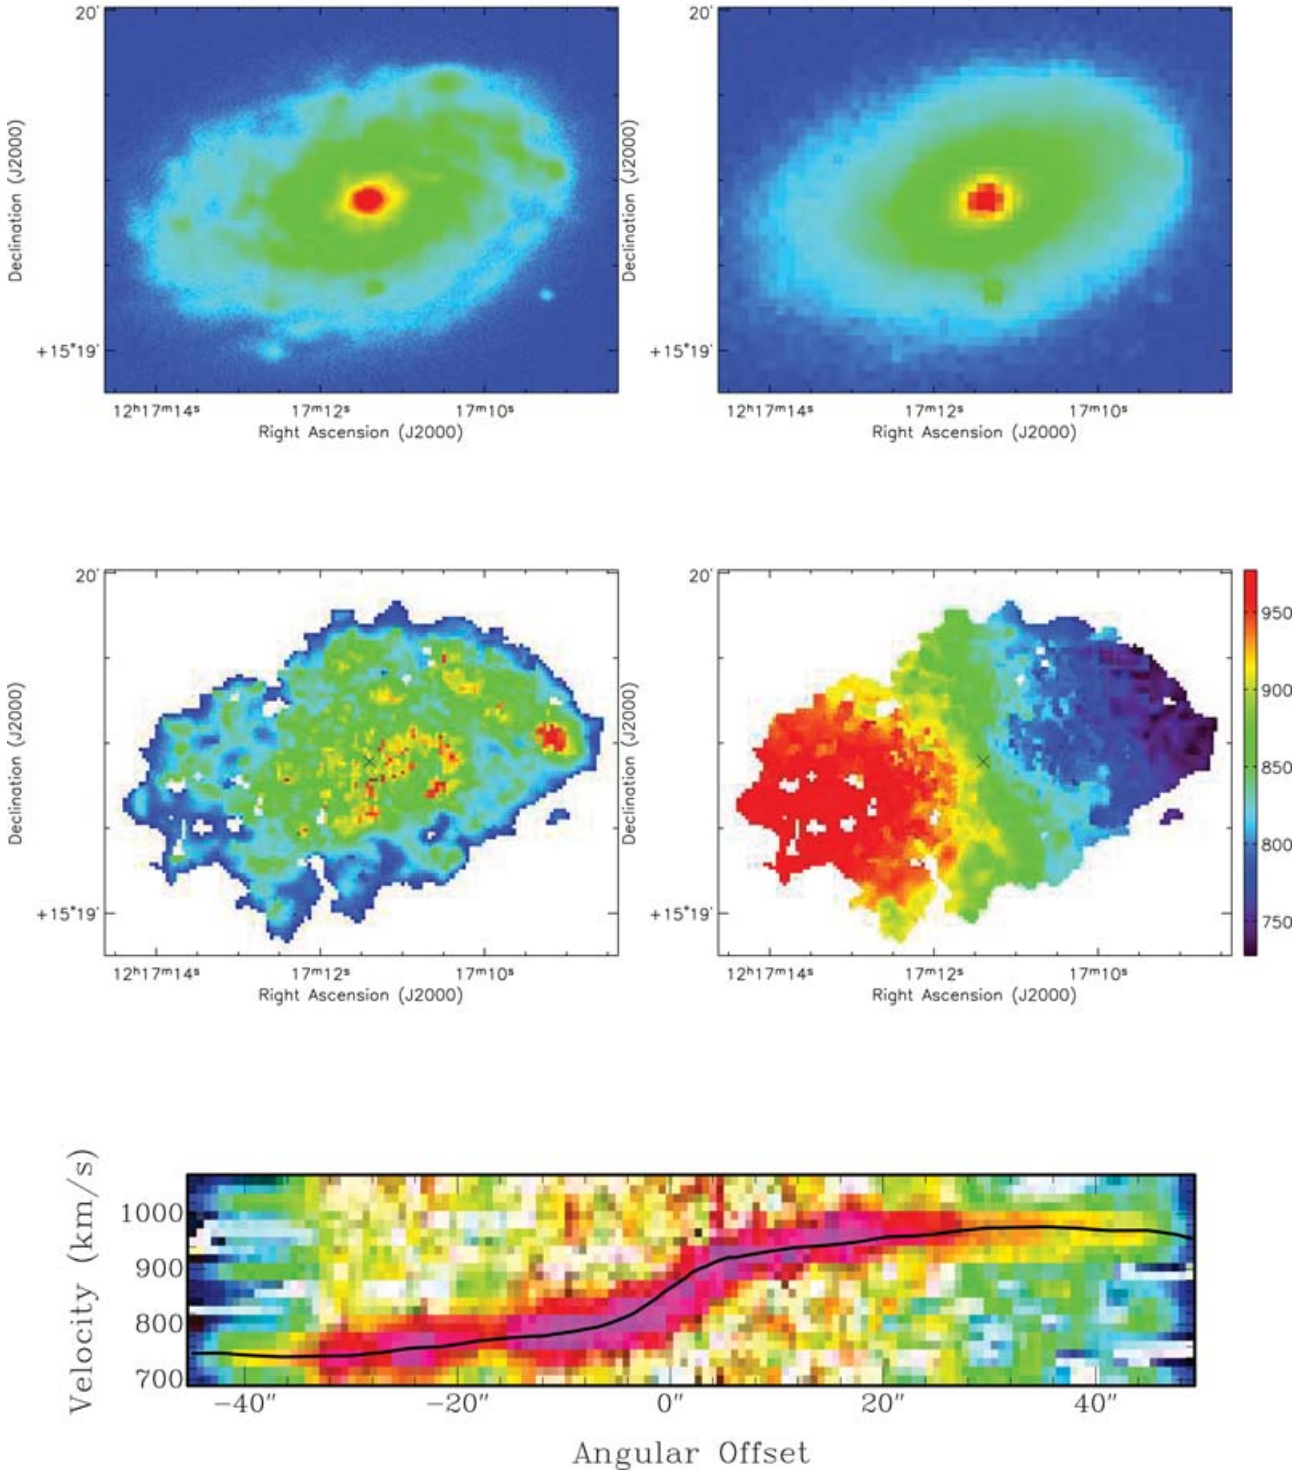 20'
20'
Declination (J2000)
Declination (J2000)
+15°19'
+15°19'
12ʰ17ᵐ14ˢ 17ᵐ12ˢ 17ᵐ10ˢ
12ʰ17ᵐ14ˢ 17ᵐ12ˢ 17ᵐ10ˢ
Right Ascension (J2000)
Right Ascension (J2000)
20'
20'
950
900
Declination (J2000)
Declination (J2000)
850
800
+15°19'
+15°19'
750
12ʰ17ᵐ14ˢ 17ᵐ12ˢ 17ᵐ10ˢ
12ʰ17ᵐ14ˢ 17ᵐ12ˢ 17ᵐ10ˢ
Right Ascension (J2000)
Right Ascension (J2000)
Velocity (km/s)
1000
900
800
700
−40″ −20″ 0″ 20″ 40″
Angular Offset